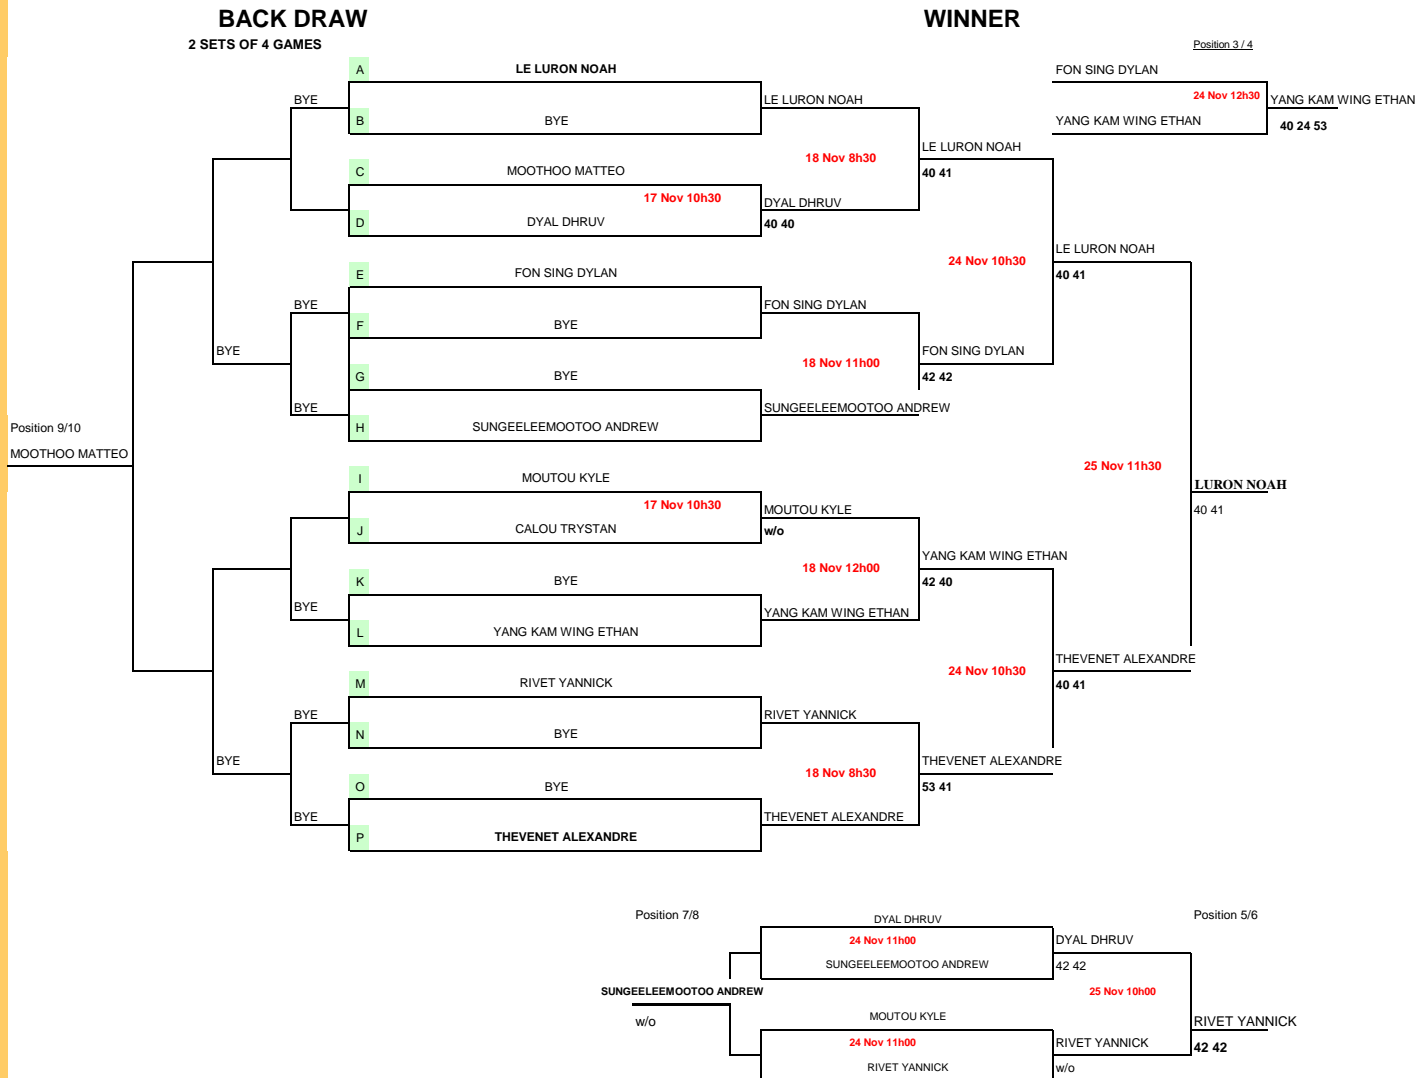 BACK DRAW
WINNER
2 SETS OF 4 GAMES
Position 3 / 4
A
LE LURON NOAH
FON SING DYLAN
24 Nov 12h30
YANG KAM WING ETHAN
BYE
LE LURON NOAH
B
BYE
YANG KAM WING ETHAN
40 24 53
LE LURON NOAH
18 Nov 8h30
C
MOOTHOO MATTEO
40 41
17 Nov 10h30
DYAL DHRUV
D
DYAL DHRUV
40 40
LE LURON NOAH
24 Nov 10h30
E
FON SING DYLAN
40 41
BYE
FON SING DYLAN
F
BYE
BYE
FON SING DYLAN
18 Nov 11h00
G
BYE
42 42
BYE
SUNGEELEEMOOTOO ANDREW
H
SUNGEELEEMOOTOO ANDREW
Position 9/10
MOOTHOO MATTEO
25 Nov 11h30
I
MOUTOU KYLE
LURON NOAH
17 Nov 10h30
MOUTOU KYLE
40 41
J
CALOU TRYSTAN
w/o
YANG KAM WING ETHAN
18 Nov 12h00
K
BYE
42 40
BYE
YANG KAM WING ETHAN
L
YANG KAM WING ETHAN
THEVENET ALEXANDRE
24 Nov 10h30
M
RIVET YANNICK
40 41
BYE
RIVET YANNICK
N
BYE
BYE
THEVENET ALEXANDRE
18 Nov 8h30
O
BYE
53 41
BYE
THEVENET ALEXANDRE
P
THEVENET ALEXANDRE
Position 7/8
DYAL DHRUV
Position 5/6
24 Nov 11h00
DYAL DHRUV
SUNGEELEEMOOTOO ANDREW
42 42
SUNGEELEEMOOTOO ANDREW
25 Nov 10h00
w/o
MOUTOU KYLE
RIVET YANNICK
24 Nov 11h00
RIVET YANNICK
42 42
RIVET YANNICK
w/o